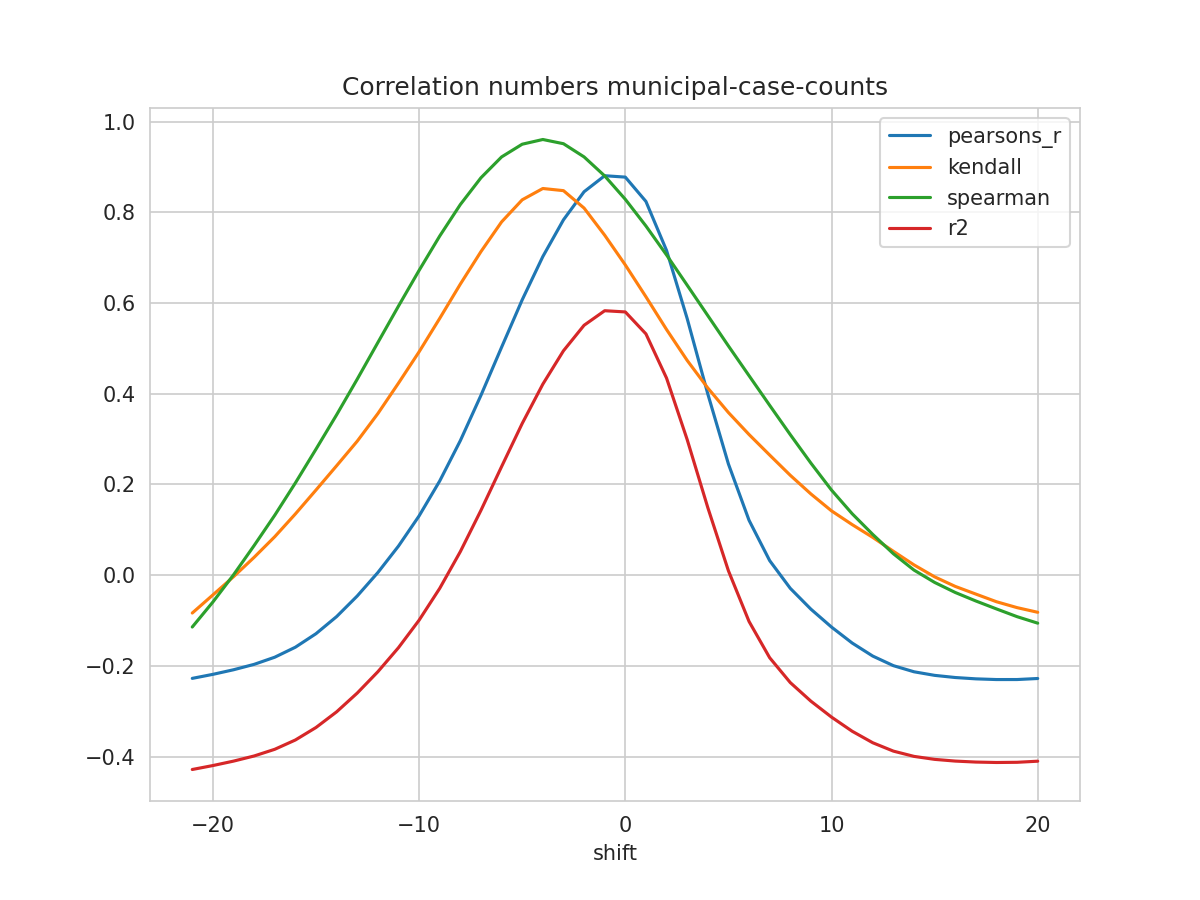 Correlation numbers municipal-case-counts
pearsons_r
kendall
spearman
r2
1.0
0.8
0.6
0.4
0.2
0.0
−0.2
−0.4
−20
−10
0
10
20
shift